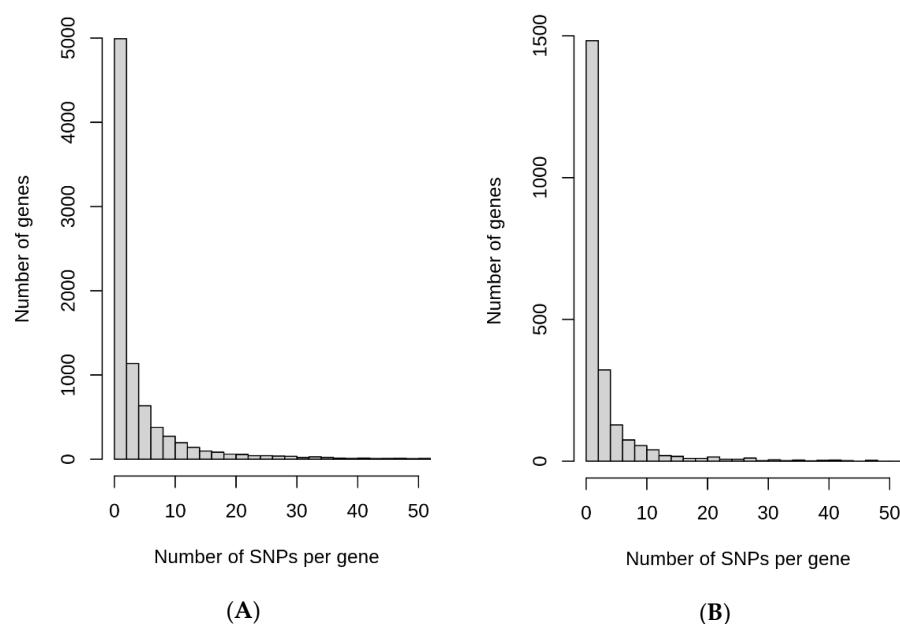 5000
4000
3000
2000
1000
0
Number of genes
0 10 20 30 40 50
Number of SNPs per gene
(A)
1500
1000
500
0
Number of genes
0 10 20 30 40 50
Number of SNPs per gene
(B)